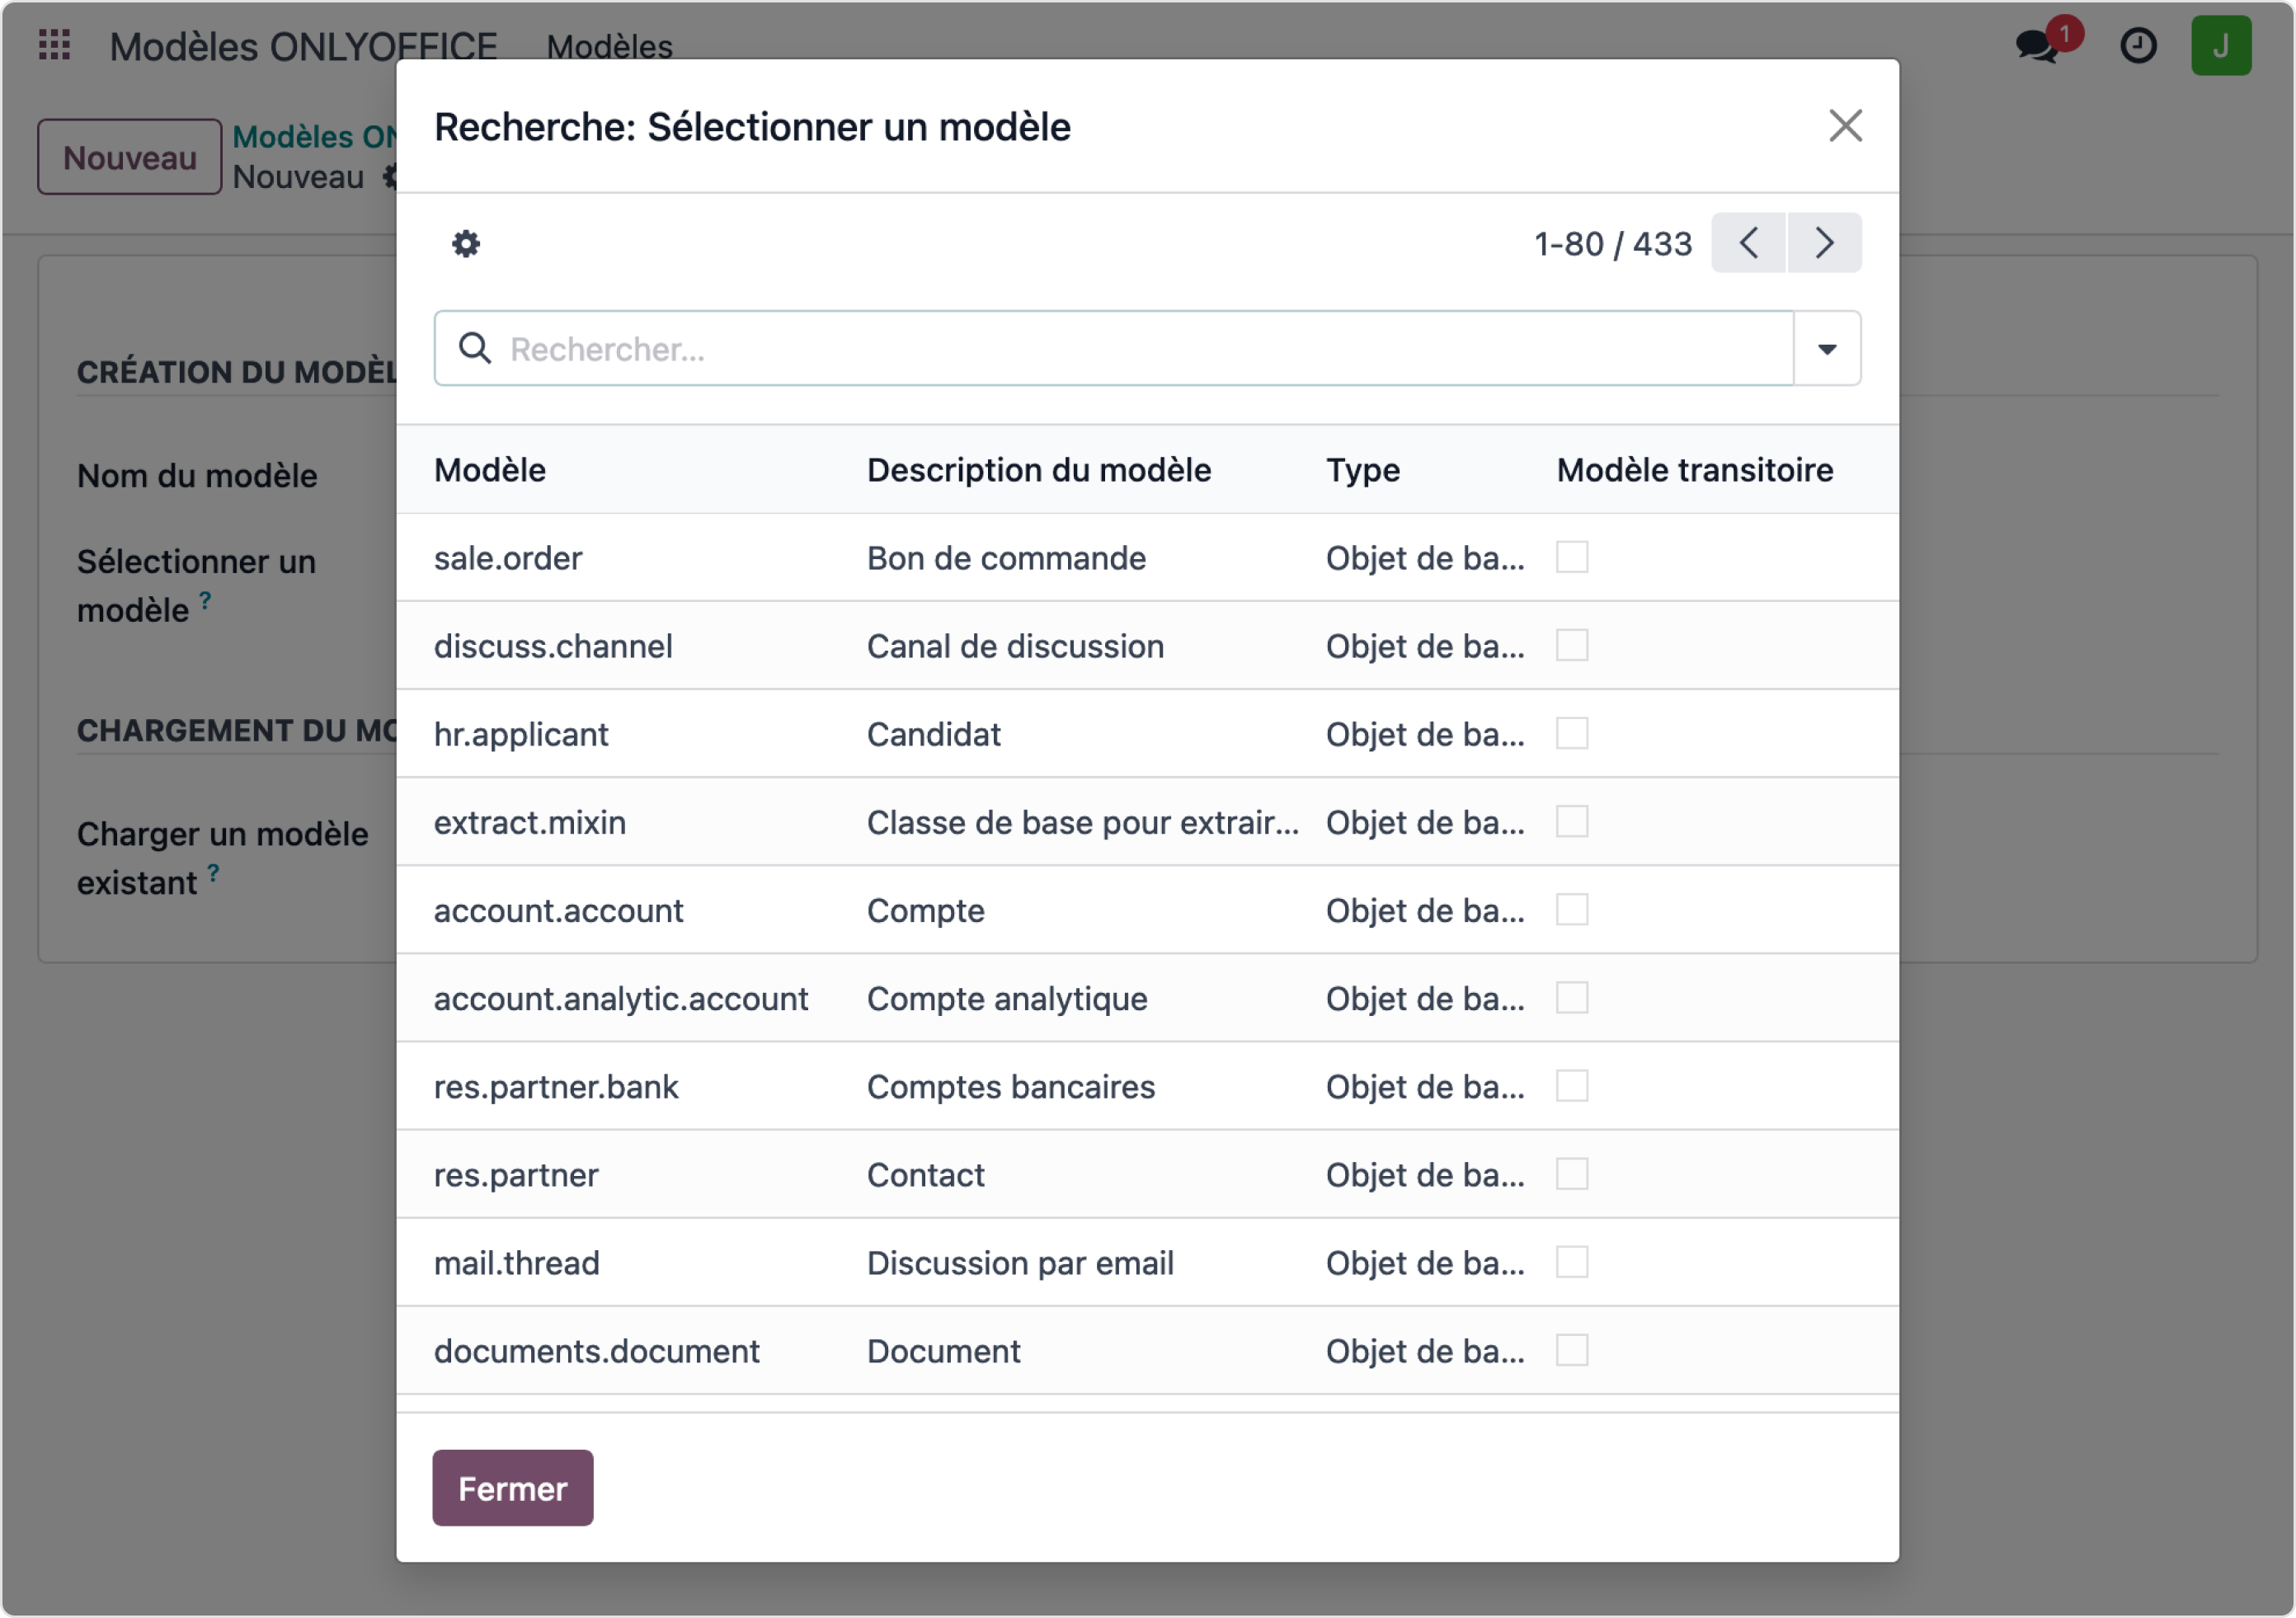 Modèles ONLYOFFICE Modèles 1 J
Recherche: Sélectionner un modèle
Nouveau
Modèles ON
Nouveau
1-80 / 433
Rechercher...
CRÉATION DU MODÈL
Nom du modèle
Sélectionner un
modèle ?
CHARGEMENT DU MO
Charger un modèle
existant ?
Modèle Description du modèle Type Modèle transitoire
sale.order Bon de commande Objet de ba...
discuss.channel Canal de discussion Objet de ba...
hr.applicant Candidat Objet de ba...
extract.mixin Classe de base pour extrair... Objet de ba...
account.account Compte Objet de ba...
account.analytic.account Compte analytique Objet de ba...
res.partner.bank Comptes bancaires Objet de ba...
res.partner Contact Objet de ba...
mail.thread Discussion par email Objet de ba...
documents.document Document Objet de ba...
Fermer